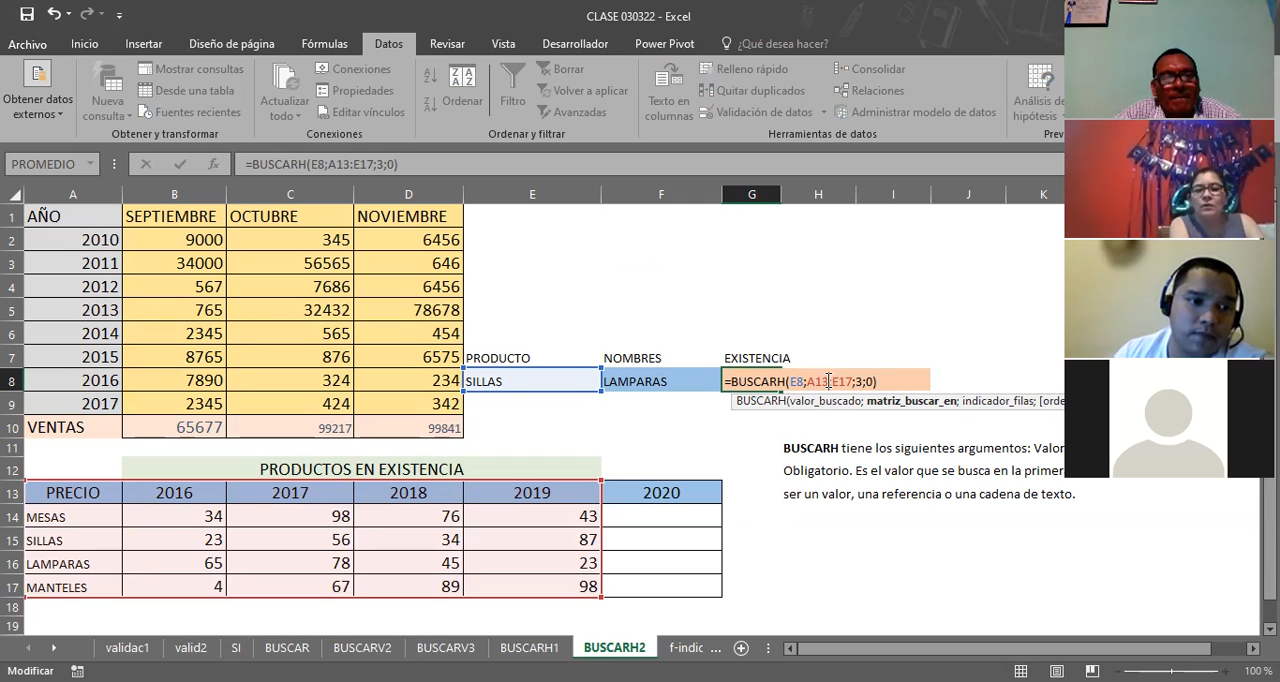 CLASE 030322 - Excel
Archivo Inicio Insertar Diseño de página Fórmulas Datos Revisar Vista Desarrollador Power Pivot ¿Qué desea hacer?
Obtener datos externos
Nueva consulta
Mostrar consultas
Desde una tabla
Fuentes recientes
Obtener y transformar
Actualizar todo
Conexiones
Propiedades
Editar vínculos
Conexiones
Ordenar
Filtro
Borrar
Volver a aplicar
Avanzadas
Ordenar y filtrar
Texto en columnas
Relleno rápido
Quitar duplicados
Validación de datos
Consolidar
Relaciones
Administrar modelo de datos
Herramientas de datos
Análisis de hipótesis
Prev
PROMEDIO =BUSCARH(E8;A13:E17;3;0)
A B C D E F G H I J K
1 AÑO SEPTIEMBRE OCTUBRE NOVIEMBRE
2 2010 9000 345 6456
3 2011 34000 56565 646
4 2012 567 7686 6456
5 2013 765 32432 78678
6 2014 2345 565 454
7 2015 8765 876 6575 PRODUCTO NOMBRES EXISTENCIA
8 2016 7890 324 234 SILLAS LAMPARAS =BUSCARH(E8;A13:E17;3;0)
BUSCARH(valor_buscado; matriz_buscar_en; indicador_filas; [orde
9 2017 2345 424 342
10 VENTAS 65677 99217 99841
11 BUSCARH tiene los siguientes argumentos: Valor
12 PRODUCTOS EN EXISTENCIA Obligatorio. Es el valor que se busca en la primera
13 PRECIO 2016 2017 2018 2019 2020 ser un valor, una referencia o una cadena de texto.
14 MESAS 34 98 76 43
15 SILLAS 23 56 34 87
16 LAMPARAS 65 78 45 23
17 MANTELES 4 67 89 98
18
19
validac1 valid2 SI BUSCAR BUSCARV2 BUSCARV3 BUSCARH1 BUSCARH2 f-indic ...
Modificar 100 %